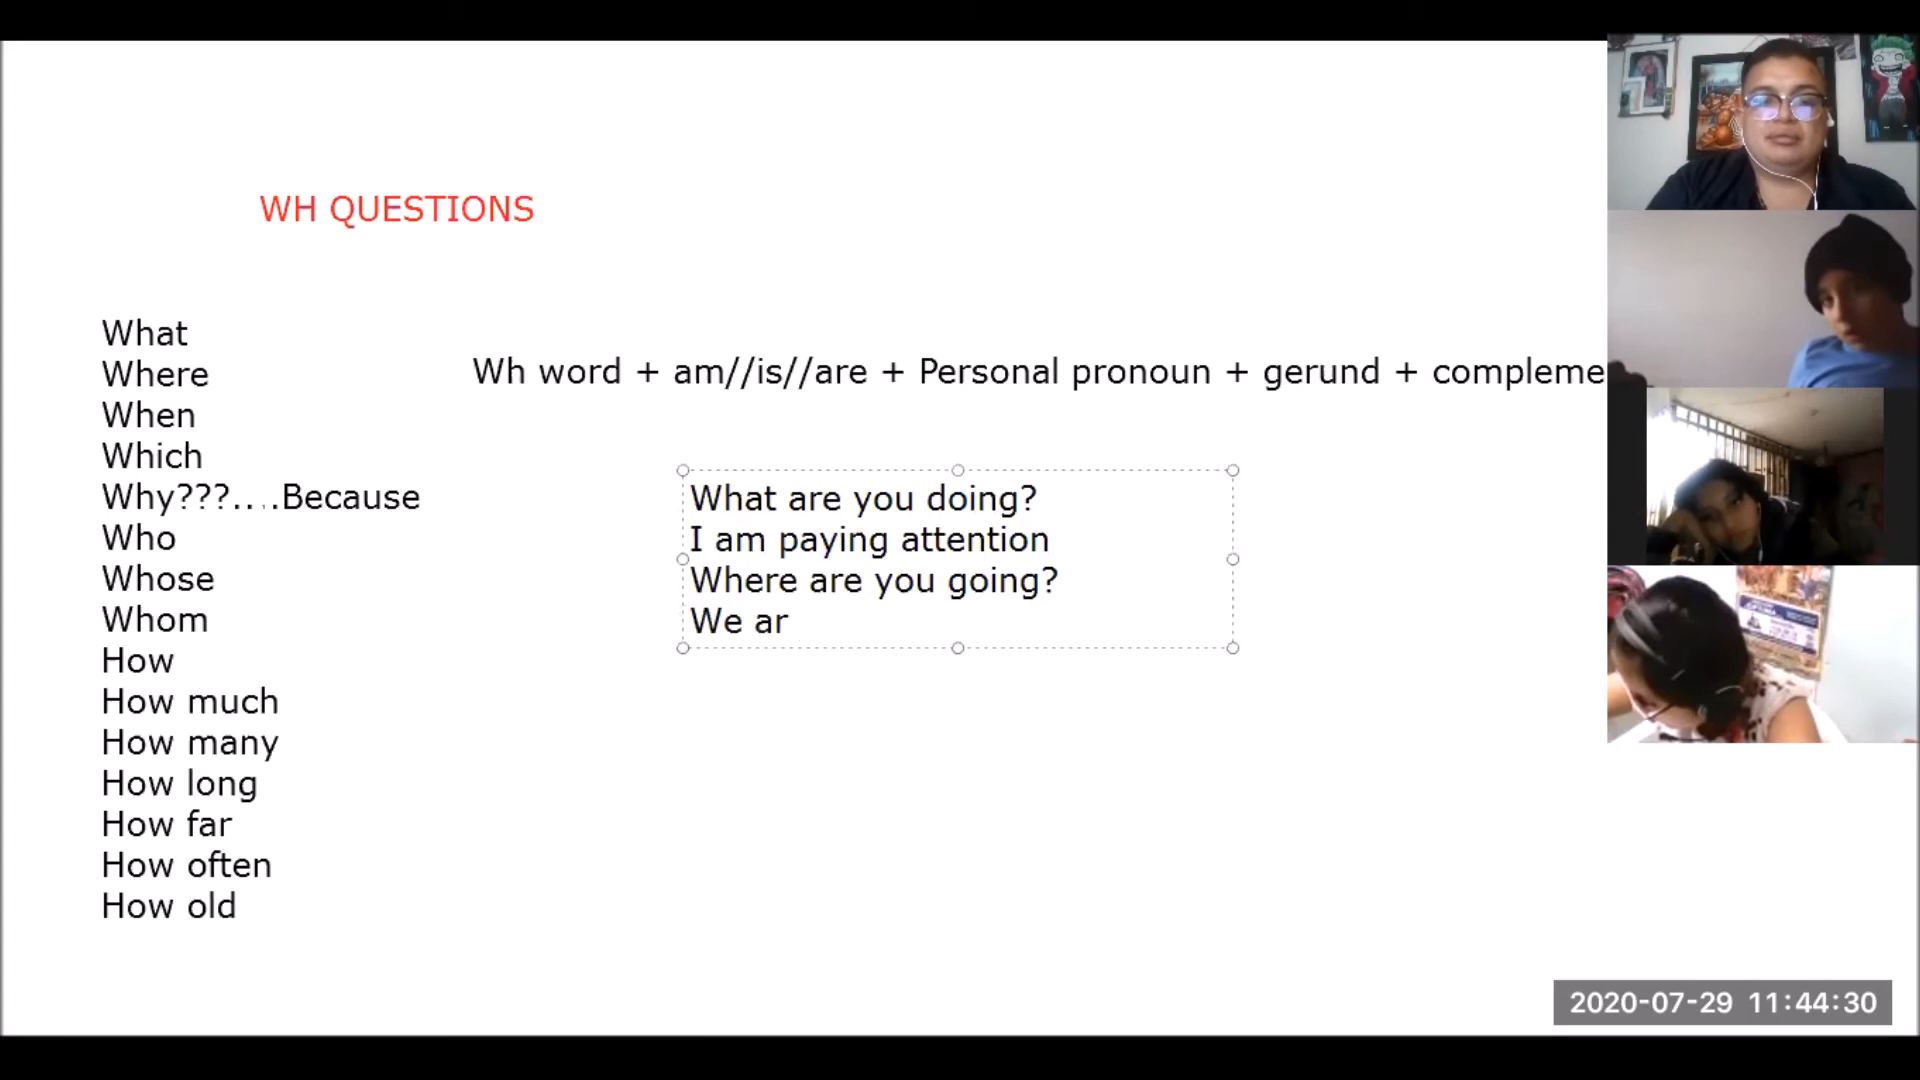 WH QUESTIONS
What
Where
When
Which
Why???....Because
Who
Whose
Whom
How
How much
How many
How long
How far
How often
How old
Wh word + am//is//are + Personal pronoun + gerund + compleme
What are you doing?
I am paying attention
Where are you going?
We ar
2020-07-29 11:44:30